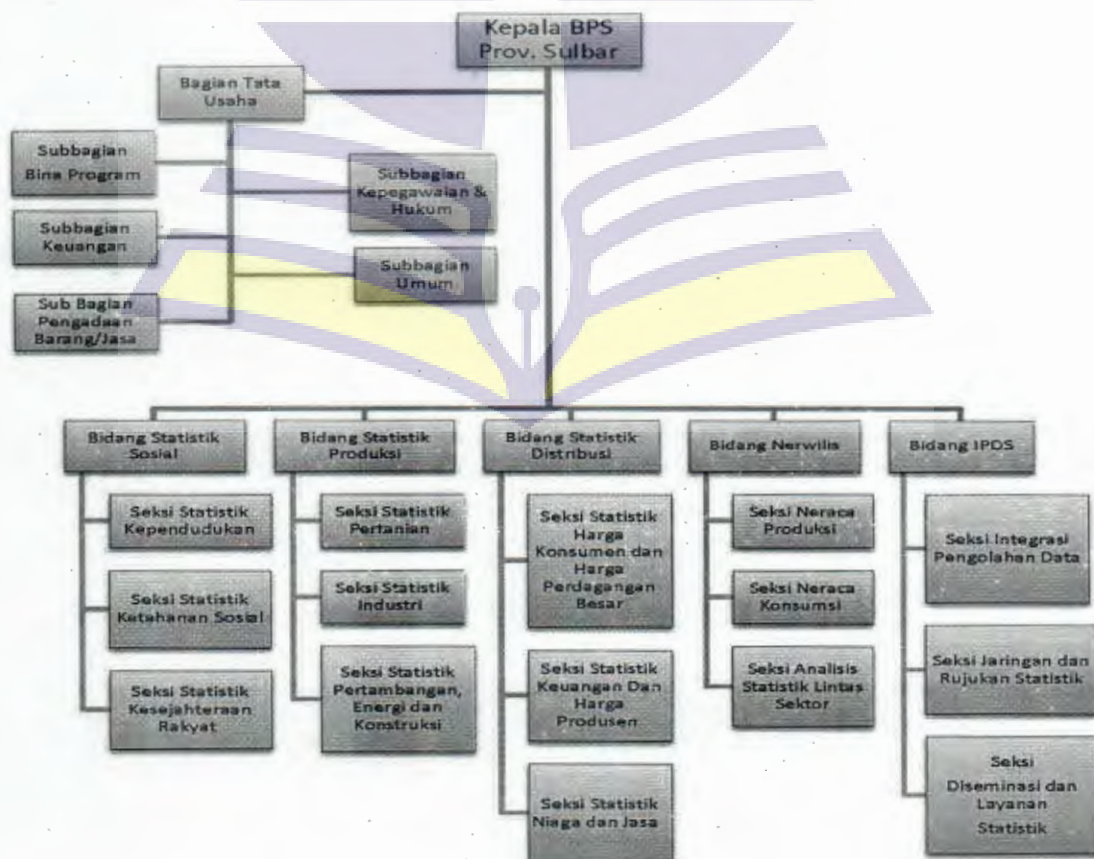 Kepala BPS
Prov. Sulbar
Bagian Tata
Usaha
Subbagian
Bina Program
Subbagian
Kepegawaian &
Hukum
Subbagian
Keuangan
Subbagian
Umum
Sub Bagian
Pengadaan
Barang/Jasa
Bidang Statistik
Sosial
Seksi Statistik
Kependudukan
Seksi Statistik
Ketahanan Sosial
Seksi Statistik
Kesejahteraan
Rakyat
Bidang Statistik
Produksi
Seksi Statistik
Pertanian
Seksi Statistik
Industri
Seksi Statistik
Pertambangan,
Energi dan
Konstruksi
Bidang Statistik
Distribusi
Seksi Statistik
Harga
Konsumen dan
Harga
Perdagangan
Besar
Seksi Statistik
Keuangan Dan
Harga
Produsen
Seksi Statistik
Niaga dan Jasa
Bidang Nerwilis
Seksi Neraca
Produksi
Seksi Neraca
Konsumsi
Seksi Analisis
Statistik Lintas
Sektor
Bidang IPDS
Seksi Integrasi
Pengolahan Data
Seksi Jaringan dan
Rujukan Statistik
Seksi
Diseminasi dan
Layanan
Statistik